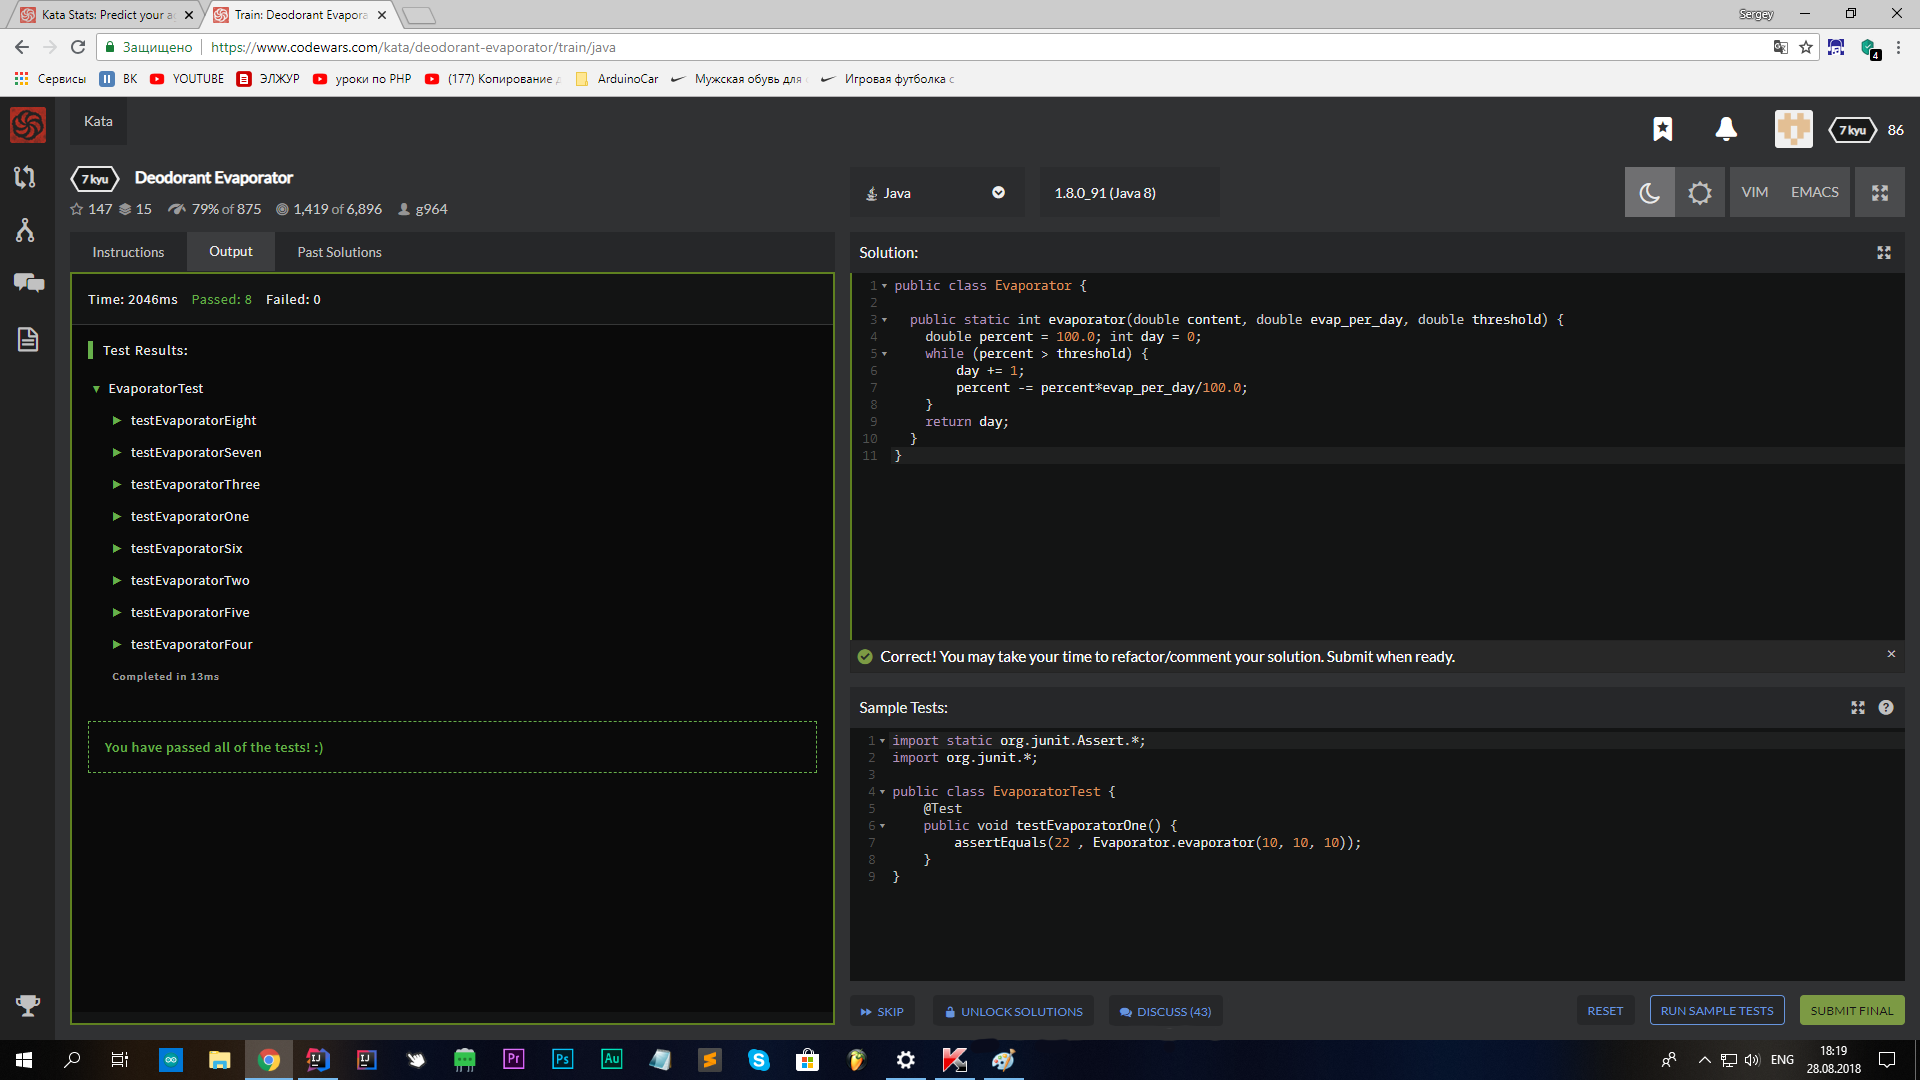 Kata Stats: Predict your a
Train: Deodorant Evapora
Sergey
Защищено
https://www.codewars.com/kata/deodorant-evaporator/train/java
4
Сервисы
ВК
YOUTUBE
ЭЛЖУР
уроки по PHP
(177) Копирование
ArduinoCar
Мужская обувь для
Игровая футболка с
Kata
7 kyu
86
7 kyu
Deodorant Evaporator
147
15
79% of 875
1,419 of 6,896
g964
Java
1.8.0_91 (Java 8)
VIM
EMACS
Instructions
Output
Past Solutions
Time: 2046ms
Passed: 8
Failed: 0
Test Results:
EvaporatorTest
testEvaporatorEight
testEvaporatorSeven
testEvaporatorThree
testEvaporatorOne
testEvaporatorSix
testEvaporatorTwo
testEvaporatorFive
testEvaporatorFour
Completed in 13ms
You have passed all of the tests! :)
Solution:
1 public class Evaporator {
2
3 public static int evaporator(double content, double evap_per_day, double threshold) {
4 double percent = 100.0; int day = 0;
5 while (percent > threshold) {
6 day += 1;
7 percent -= percent*evap_per_day/100.0;
8 }
9 return day;
10 }
11 }
Correct! You may take your time to refactor/comment your solution. Submit when ready.
Sample Tests:
1 import static org.junit.Assert.*;
2 import org.junit.*;
3
4 public class EvaporatorTest {
5 @Test
6 public void testEvaporatorOne() {
7 assertEquals(22 , Evaporator.evaporator(10, 10, 10));
8 }
9 }
SKIP
UNLOCK SOLUTIONS
DISCUSS (43)
RESET
RUN SAMPLE TESTS
SUBMIT FINAL
IJ
IJ
Pr
Ps
Au
ENG
18:19
28.08.2018